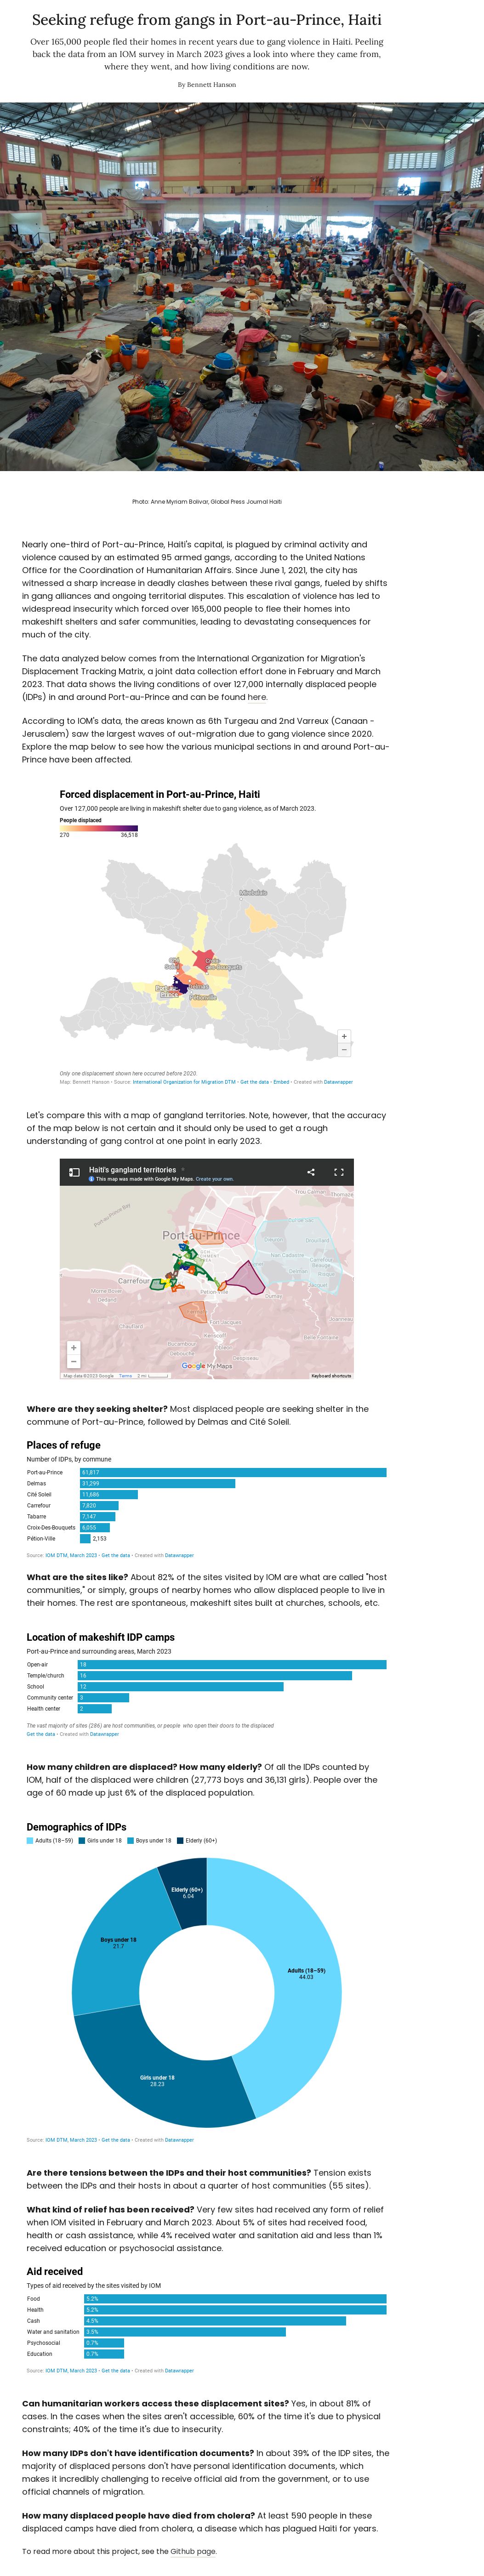 Seeking refuge from gangs in Port-au-Prince, Haiti
Over 165,000 people fled their homes in recent years due to gang violence in Haiti. Peeling
back the data from an IOM survey in March 2023 gives a look into where they came from,
where they went, and how living conditions are now.
By Bennett Hanson
Photo: Anne Myriam Bolivar, Global Press Journal Haiti
Nearly one-third of Port-au-Prince, Haiti's capital, is plagued by criminal activity and
violence caused by an estimated 95 armed gangs, acording to the United Nations
Office for the Coordination of Humanitarian Affairs. Since June 1, 2021, the city has
witnessed a sharp increase in deadly clashes between these rival gangs, fueled by shifts
in gang alliances and ongoing territorial disputes. This escalation of violence has led to
widespread insecurity which forced over 165,000 people to flee their homes into
makeshift shelters and safer communities, leading to devastating consequences for
much of the city.
The data analyzed below comes from the International Organization for Migration's
Displacement Tracking Matrix, a joint data collection effort done in February and March
2023. That data shows the living conditions of over 127,000 internally displaced people
(IDPs) in and around Port-au-Prince and can be found here.
According to IOM's data, the areas known as 6th Turgeau and 2nd Varreux (Canaan -
Jerusalem) saw the largest waves of out-migration due to gang violence since 2020.
Explore the map below to see how the various municipal sections in and around Port-au-
Prince have been affected.
Forced displacement in Port-au-Prince, Haiti
Over 127,000 people are living in makeshift shelter due to gang violence, as of March 2023.
People displaced
270 36,518
Mirebalais
Cité Soleil
Croix-des-Bouquets
Delmas
Port-au-Prince
Pétionville
+
−
Only one displacement shown here occurred before 2020.
Map: Bennett Hanson • Source: International Organization for Migration DTM • Get the data • Embed • Created with Datawrapper
Let's compare this with a map of gangland territories. Note, however, that the accuracy
of the map below is not certain and it should only be used to get a rough
understanding of gang control at one point in early 2023.
Haiti's gangland territories
This map was made with Google My Maps. Create your own.
Port-au-Prince Bay
Port-au-Prince
Carrefour
+
−
Google My Maps
Map data ©2023 Google Terms 2 mi Keyboard shortcuts
Where are they seeking shelter? Most displaced people are seeking shelter in the
commune of Port-au-Prince, followed by Delmas and Cité Soleil.
Places of refuge
Number of IDPs, by commune
Port-au-Prince 61,817
Delmas 31,299
Cité Soleil 11,686
Carrefour 7,820
Tabarre 7,147
Croix-Des-Bouquets 6,055
Pétion-Ville 2,153
Source: IOM DTM, March 2023 • Get the data • Created with Datawrapper
What are the sites like? About 82% of the sites visited by IOM are what are called "host
communities," or simply, groups of nearby homes who allow displaced people to live in
their homes. The rest are spontaneous, makeshift sites built at churches, schools, etc.
Location of makeshift IDP camps
Port-au-Prince and surrounding areas, March 2023
Open-air 18
Temple/church 16
School 12
Community center 3
Health center 2
The vast majority of sites (286) are host communities, or people who open their doors to the displaced
Get the data • Created with Datawrapper
How many children are displaced? How many elderly? Of all the IDPs counted by
IOM, half of the displaced were children (27,773 boys and 36,131 girls). People over the
age of 60 made up just 6% of the displaced population.
Demographics of IDPs
Adults (18–59) Girls under 18 Boys under 18 Elderly (60+)
Elderly (60+)
6.04
Boys under 18
21.7
Adults (18–59)
44.03
Girls under 18
28.23
Source: IOM DTM, March 2023 • Get the data • Created with Datawrapper
Are there tensions between the IDPs and their host communities? Tension exists
between the IDPs and their hosts in about a quarter of host communities (55 sites).
What kind of relief has been received? Very few sites had received any form of relief
when IOM visited in February and March 2023. About 5% of sites had received food,
health or cash assistance, while 4% received water and sanitation aid and less than 1%
received education or psychosocial assistance.
Aid received
Types of aid received by the sites visited by IOM
Food 5.2%
Health 5.2%
Cash 4.5%
Water and sanitation 3.5%
Psychosocial 0.7%
Education 0.7%
Source: IOM DTM, March 2023 • Get the data • Created with Datawrapper
Can humanitarian workers access these displacement sites? Yes, in about 81% of
cases. In the cases when the sites aren't accessible, 60% of the time it's due to physical
constraints; 40% of the time it's due to insecurity.
How many IDPs don't have identification documents? In about 39% of the IDP sites, the
majority of displaced persons don't have personal identification documents, which
makes it incredibly challenging to receive official aid from the government, or to use
official channels of migration.
How many displaced people have died from cholera? At least 590 people in these
displaced camps have died from cholera, a disease which has plagued Haiti for years.
To read more about this project, see the Github page.